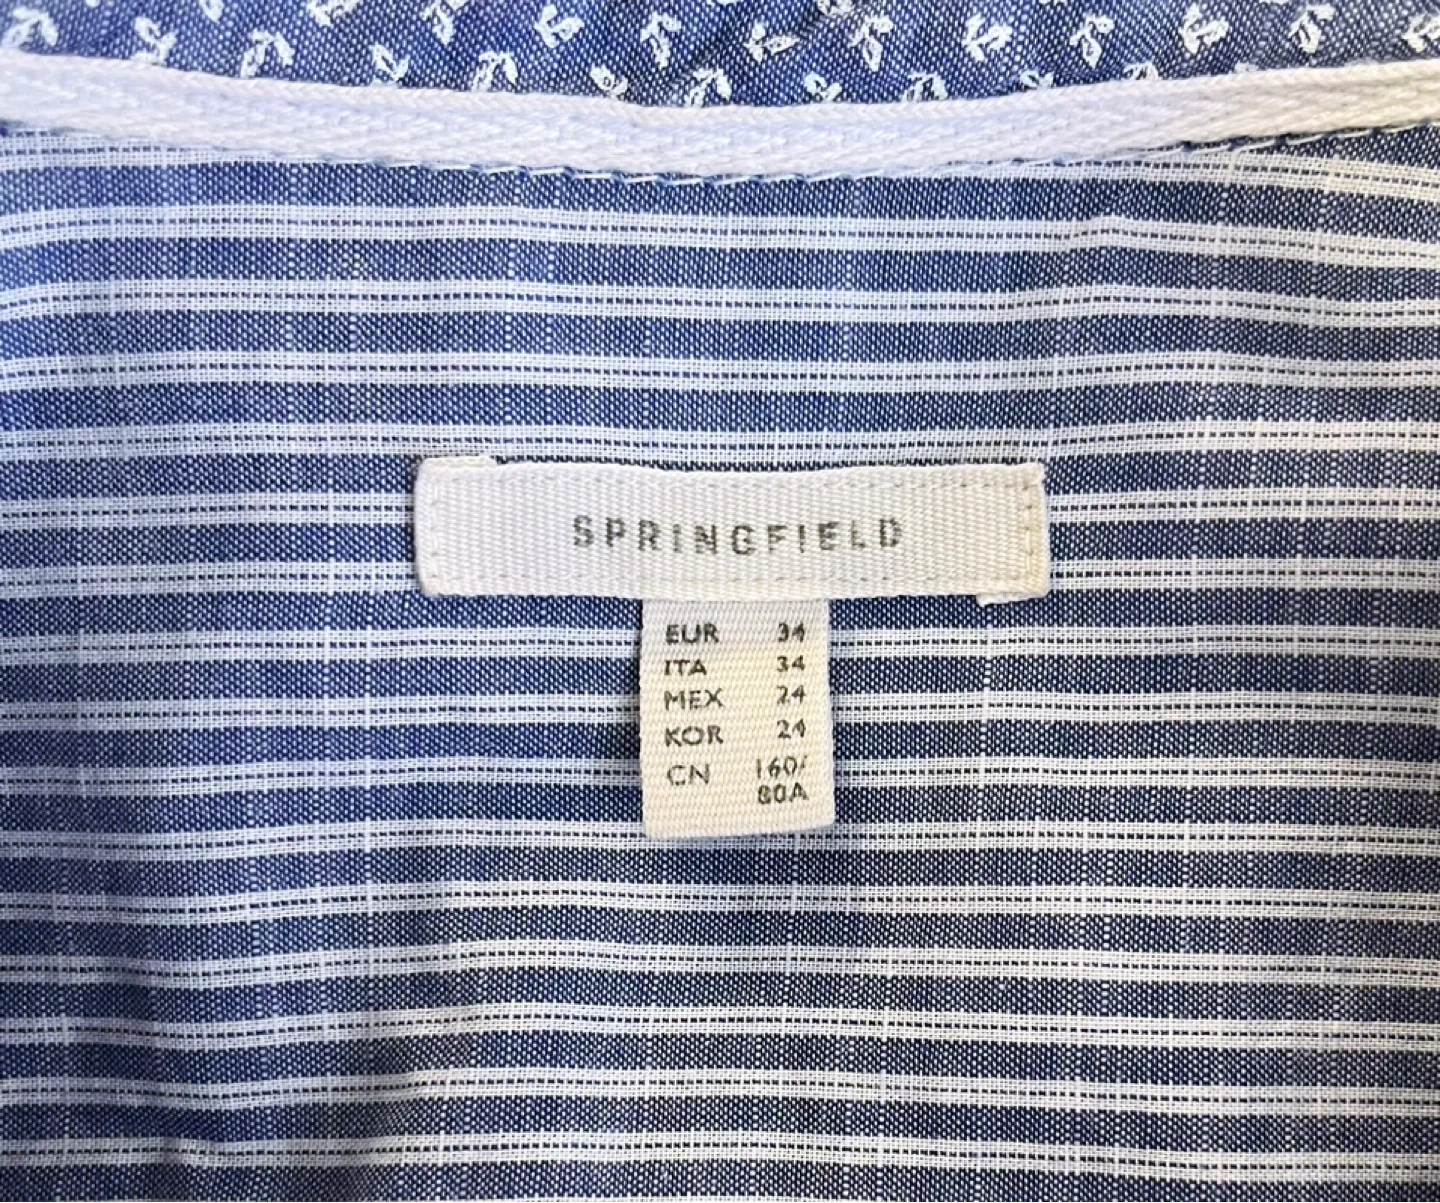 SPRINGFIELD
EUR 34
ITA 34
MEX 24
KOR 24
CN 160/
80A